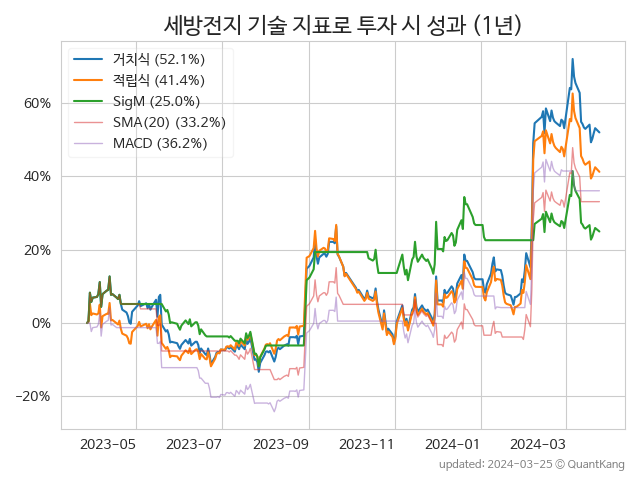 세방전지 기술 지표로 투자 시 성과 (1년)
거치식 (52.1%)
적립식 (41.4%)
SigM (25.0%)
SMA(20) (33.2%)
MACD (36.2%)
60%
40%
20%
0%
−20%
2023-05 2023-07 2023-09 2023-11 2024-01 2024-03
updated: 2024-03-25 © QuantKang